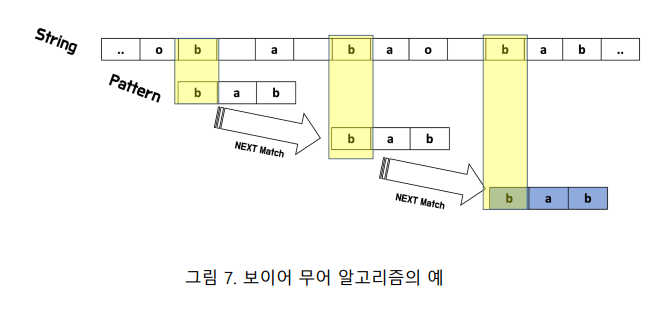 String
.. o b a b a o b a b ..
Pattern
b a b
NEXT Match
b a b
NEXT Match
b a b
그림 7. 보이어 무어 알고리즘의 예